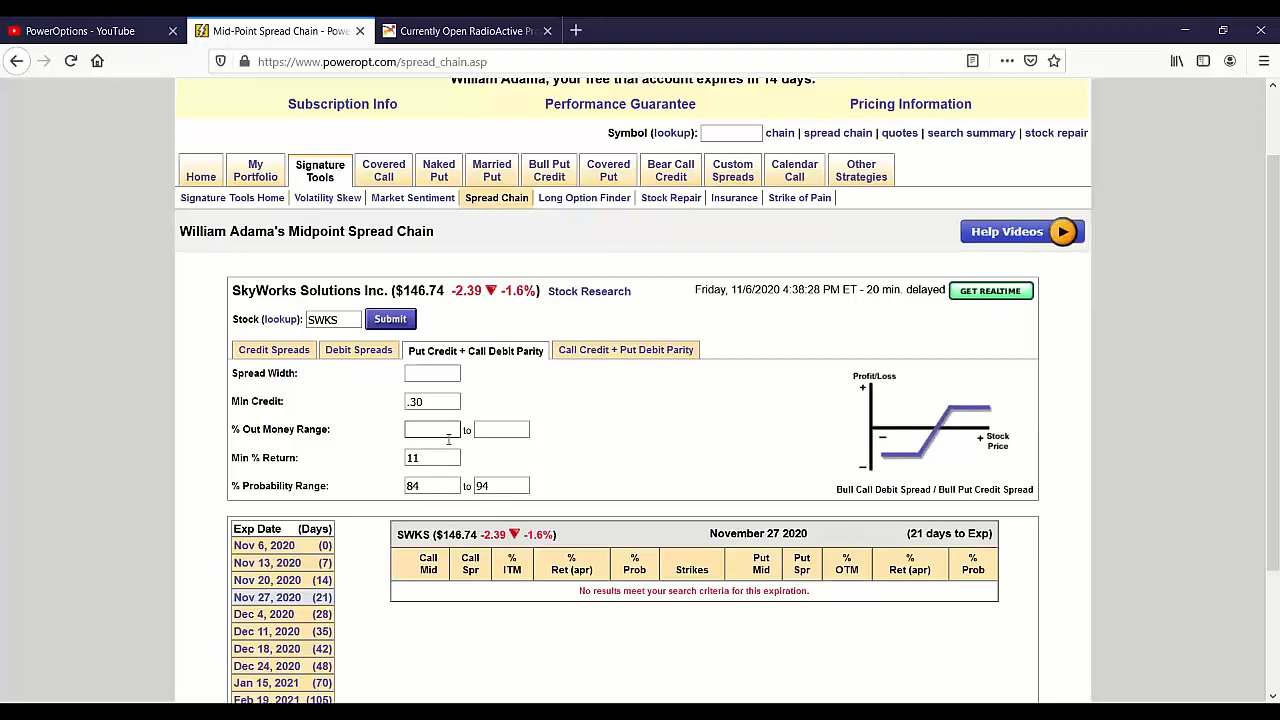 PowerOptions - YouTube
Mid-Point Spread Chain - Powe
Currently Open RadioActive Pr
https://www.poweropt.com/spread_chain.asp
William Adama, your free trial account expires in 14 days.
Subscription Info Performance Guarantee Pricing Information
Symbol (lookup): chain | spread chain | quotes | search summary | stock repair
Home
My Portfolio
Signature Tools
Covered Call
Naked Put
Married Put
Bull Put Credit
Covered Put
Bear Call Credit
Custom Spreads
Calendar Call
Other Strategies
Signature Tools Home | Volatility Skew | Market Sentiment | Spread Chain | Long Option Finder | Stock Repair | Insurance | Strike of Pain |
William Adama's Midpoint Spread Chain
Help Videos
SkyWorks Solutions Inc. ($146.74 -2.39 ▼ -1.6%) Stock Research
Friday, 11/6/2020 4:38:28 PM ET - 20 min. delayed GET REALTIME
Stock (lookup): SWKS Submit
Credit Spreads Debit Spreads Put Credit + Call Debit Parity Call Credit + Put Debit Parity
Spread Width:
Min Credit: .30
% Out Money Range: to
Min % Return: 11
% Probability Range: 84 to 94
Profit/Loss
+
−
+ Stock Price
−
Bull Call Debit Spread / Bull Put Credit Spread
Exp Date (Days)
Nov 6, 2020 (0)
Nov 13, 2020 (7)
Nov 20, 2020 (14)
Nov 27, 2020 (21)
Dec 4, 2020 (28)
Dec 11, 2020 (35)
Dec 18, 2020 (42)
Dec 24, 2020 (48)
Jan 15, 2021 (70)
Feb 19, 2021 (105)
SWKS ($146.74 -2.39 ▼ -1.6%) November 27 2020 (21 days to Exp)
Call Mid
Call Spr
% ITM
% Ret (apr)
% Prob
Strikes
Put Mid
Put Spr
% OTM
% Ret (apr)
% Prob
No results meet your search criteria for this expiration.